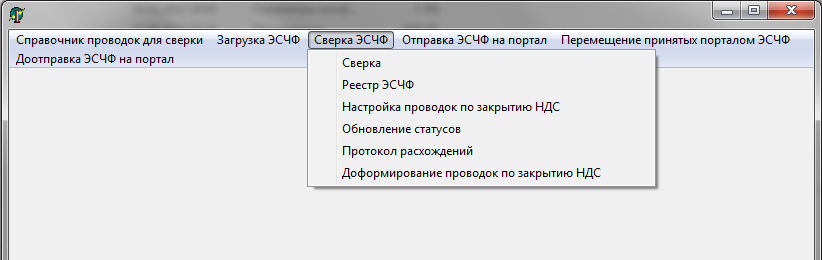 Справочник проводок для сверки Загрузка ЭСЧФ Сверка ЭСЧФ Отправка ЭСЧФ на портал Перемещение принятых порталом ЭСЧФ
Доотправка ЭСЧФ на портал
Сверка
Реестр ЭСЧФ
Настройка проводок по закрытию НДС
Обновление статусов
Протокол расхождений
Доформирование проводок по закрытию НДС